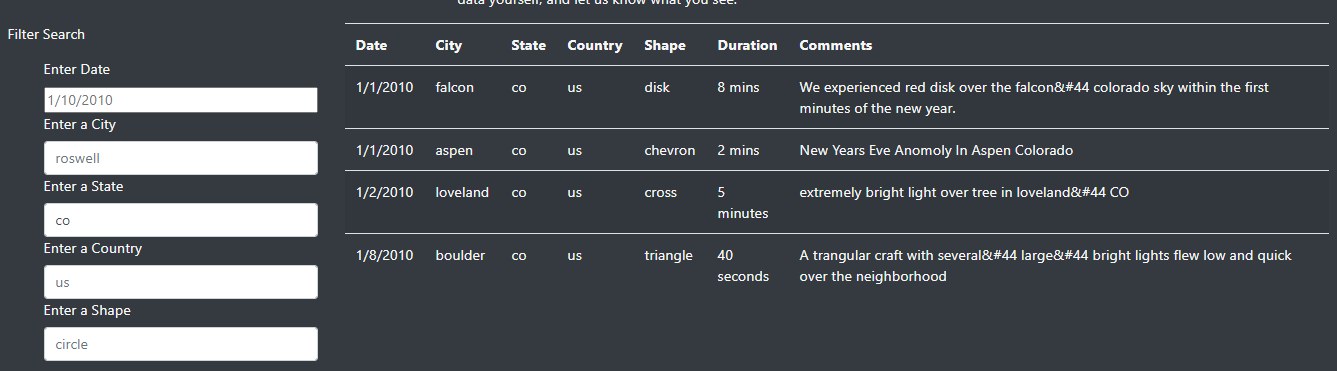 data yourself, and let us know what you see.
Filter Search
Enter Date
1/10/2010
Enter a City
roswell
Enter a State
co
Enter a Country
us
Enter a Shape
circle
Date City State Country Shape Duration Comments
1/1/2010 falcon co us disk 8 mins We experienced red disk over the falcon&#44 colorado sky within the first
minutes of the new year.
1/1/2010 aspen co us chevron 2 mins New Years Eve Anomoly In Aspen Colorado
1/2/2010 loveland co us cross 5 extremely bright light over tree in loveland&#44 CO
minutes
1/8/2010 boulder co us triangle 40 A trangular craft with several&#44 large&#44 bright lights flew low and quick
seconds over the neighborhood